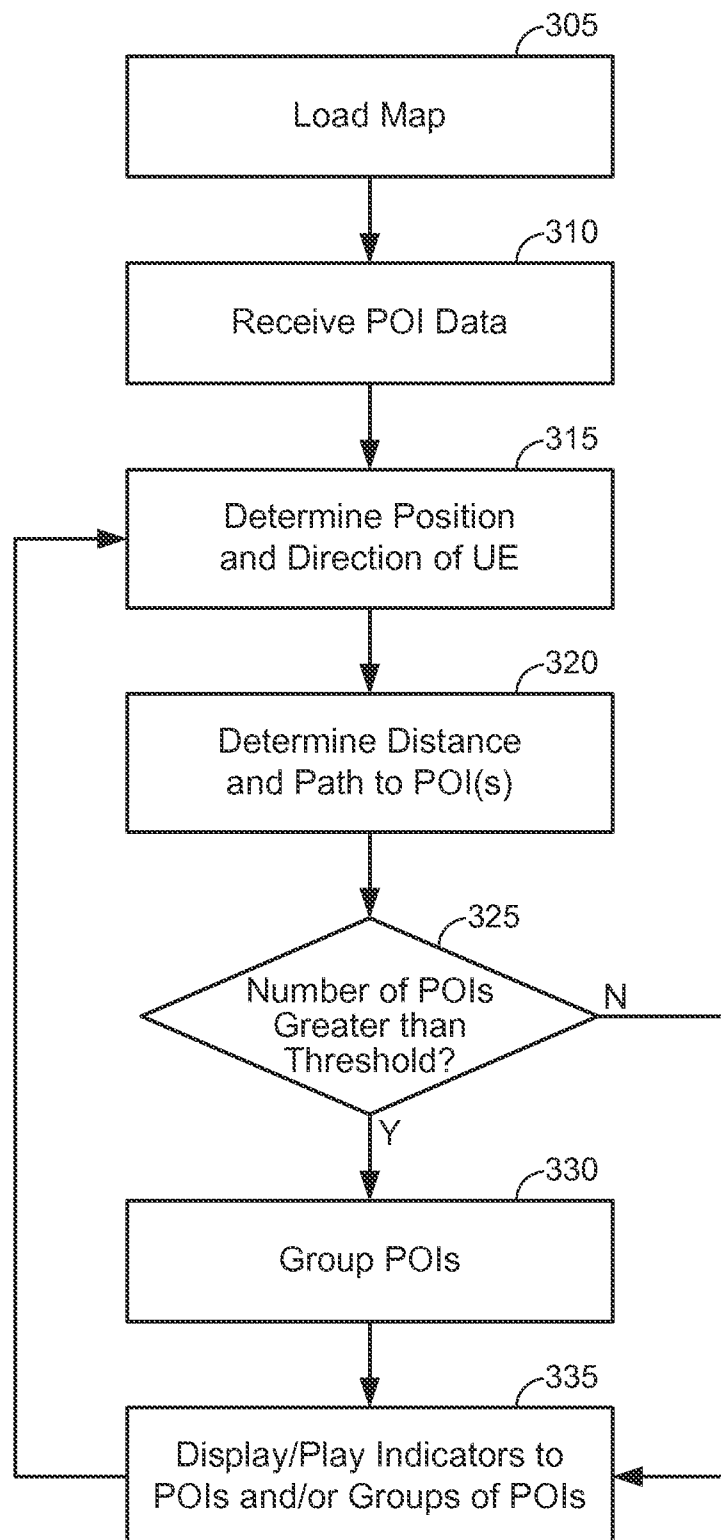 305
Load Map
310
Receive POI Data
315
Determine Position
and Direction of UE
320
Determine Distance
and Path to POI(s)
325
Number of POIs
Greater than
Threshold?
N
Y
330
Group POIs
335
Display/Play Indicators to
POIs and/or Groups of POIs